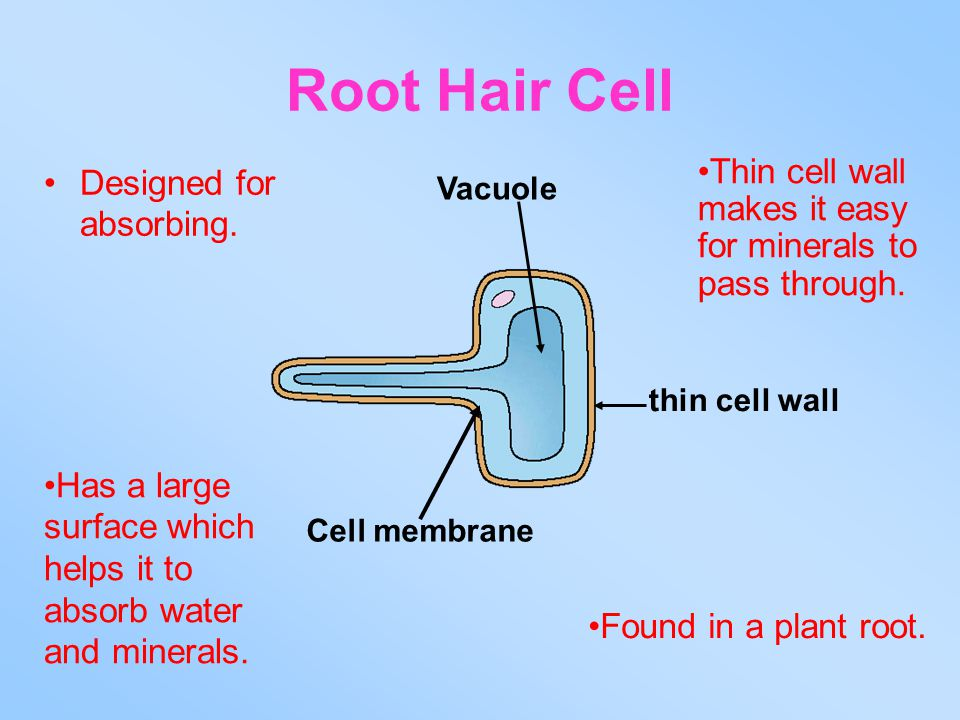 Root Hair Cell
• Designed for
absorbing.
Vacuole
•Thin cell wall
makes it easy
for minerals to
pass through.
thin cell wall
•Has a large
surface which
helps it to
absorb water
and minerals.
Cell membrane
•Found in a plant root.